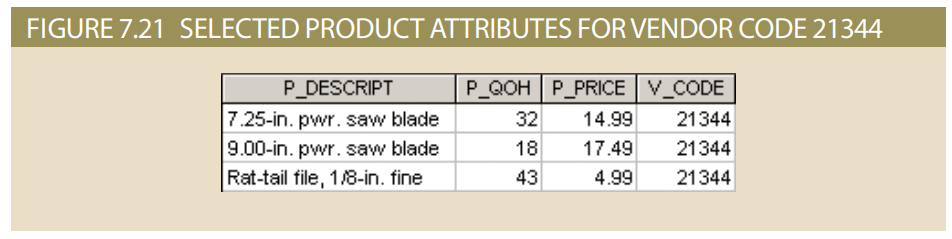 FIGURE 7.21 SELECTED PRODUCT ATTRIBUTES FOR VENDOR CODE 21344
P_DESCRIPT P_QOH P_PRICE V_CODE
7.25-in. pwr. saw blade 32 14.99 21344
9.00-in. pwr. saw blade 18 17.49 21344
Rat-tail file, 1/8-in. fine 43 4.99 21344